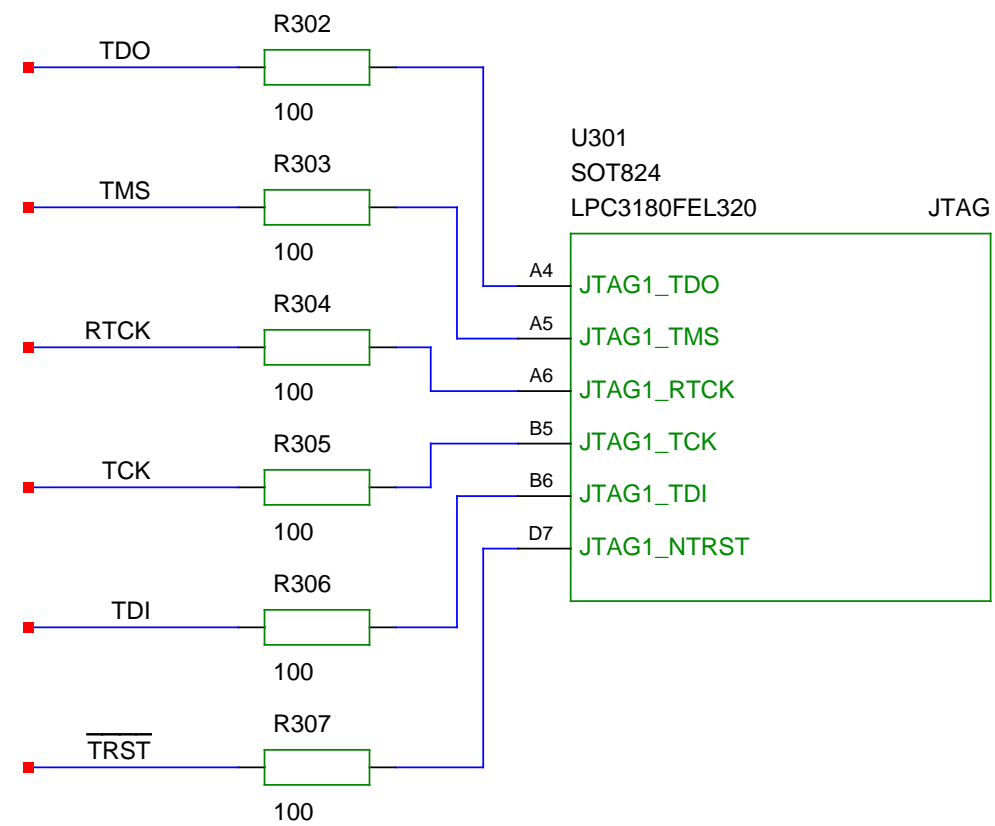 R302
TDO
100
R303
TMS
100
R304
RTCK
100
R305
TCK
100
R306
TDI
100
R307
TRST
100
U301
SOT824
LPC3180FEL320 JTAG
A4 JTAG1_TDO
A5 JTAG1_TMS
A6 JTAG1_RTCK
B5 JTAG1_TCK
B6 JTAG1_TDI
D7 JTAG1_NTRST